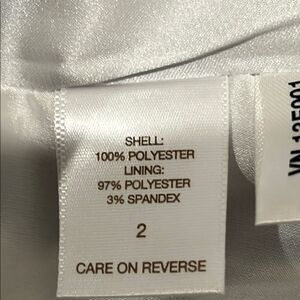 SHELL:
100% POLYESTER
LINING:
97% POLYESTER
3% SPANDEX
2
CARE ON REVERSE